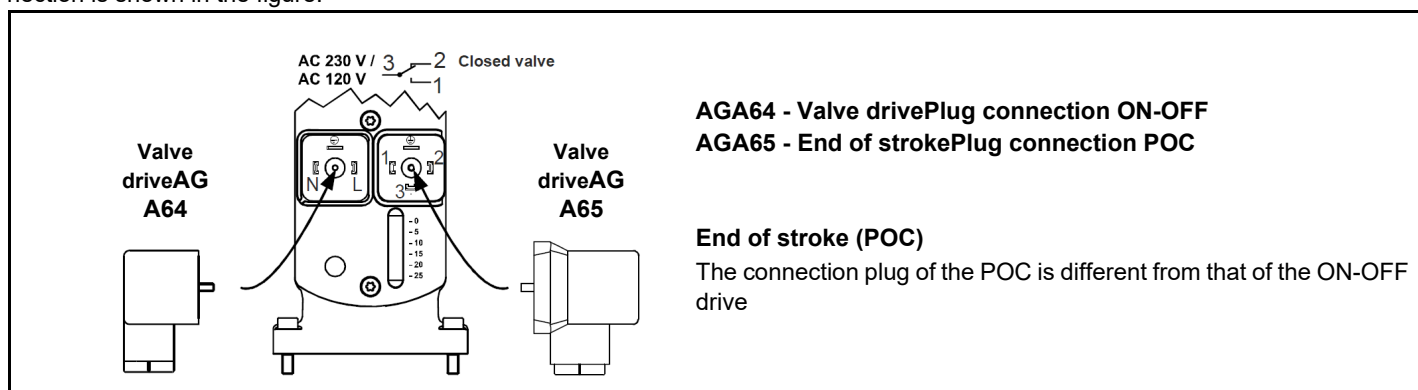 nection is shown in the figure.
AC 230 V / 3 2 Closed valve
AC 120 V 1
Valve
driveAG
A64
N L
1 2
3
-0
-5
-10
-15
-20
-25
Valve
driveAG
A65
AGA64 - Valve drivePlug connection ON-OFF
AGA65 - End of strokePlug connection POC
End of stroke (POC)
The connection plug of the POC is different from that of the ON-OFF
drive